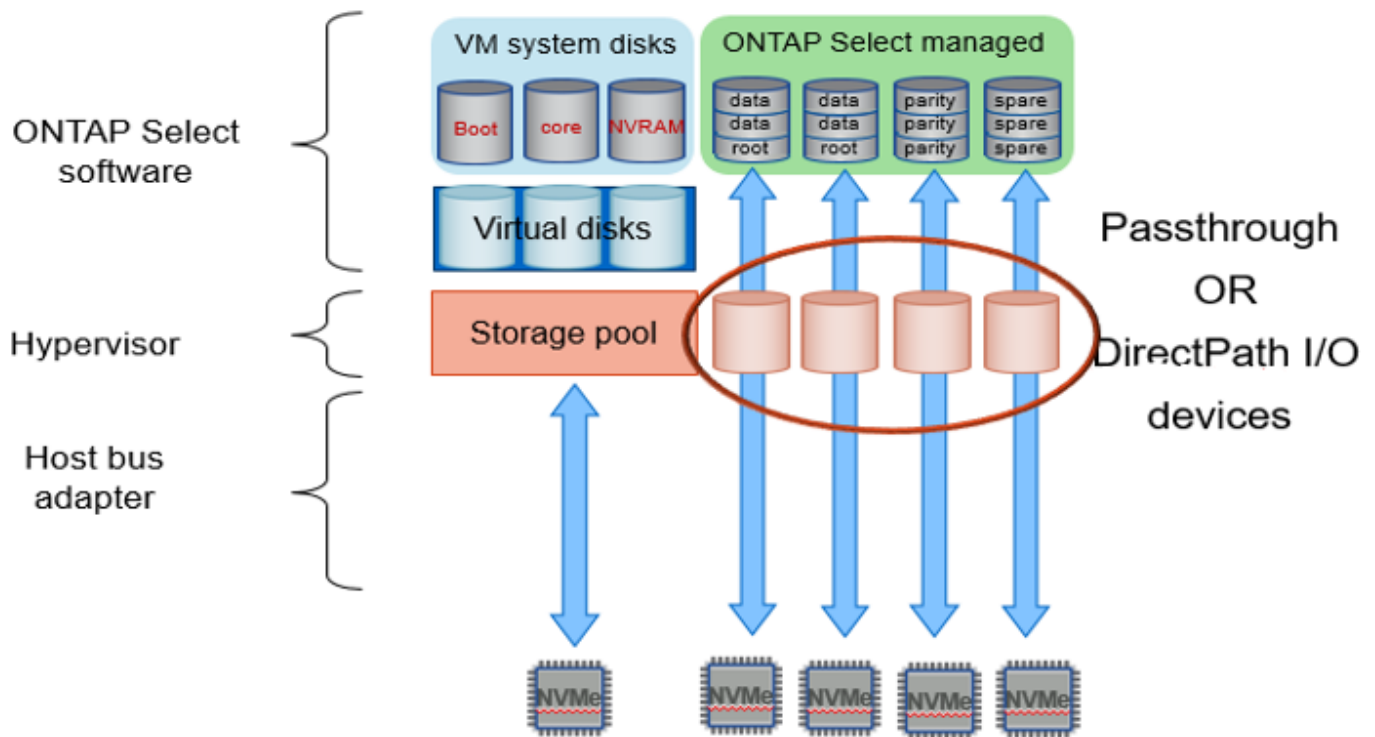 VM system disks
ONTAP Select managed
Boot
core
NVRAM
data
data
root
data
data
root
parity
parity
parity
spare
spare
spare
ONTAP Select
software
Virtual disks
Passthrough
OR
DirectPath I/O
devices
Hypervisor
Storage pool
Host bus
adapter
NVMe
NVMe
NVMe
NVMe
NVMe